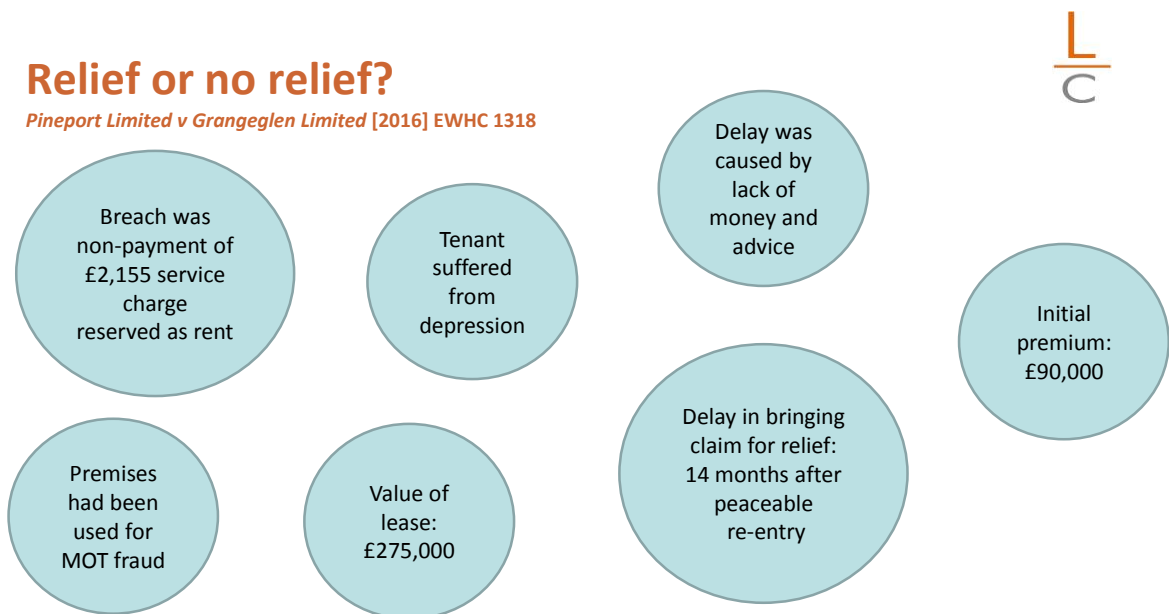 L
C
Relief or no relief?
Pineport Limited v Grangeglen Limited [2016] EWHC 1318
Breach was
non-payment of
£2,155 service
charge
reserved as rent
Tenant
suffered
from
depression
Delay was
caused by
lack of
money and
advice
Initial
premium:
£90,000
Premises
had been
used for
MOT fraud
Value of
lease:
£275,000
Delay in bringing
claim for relief:
14 months after
peaceable
re-entry